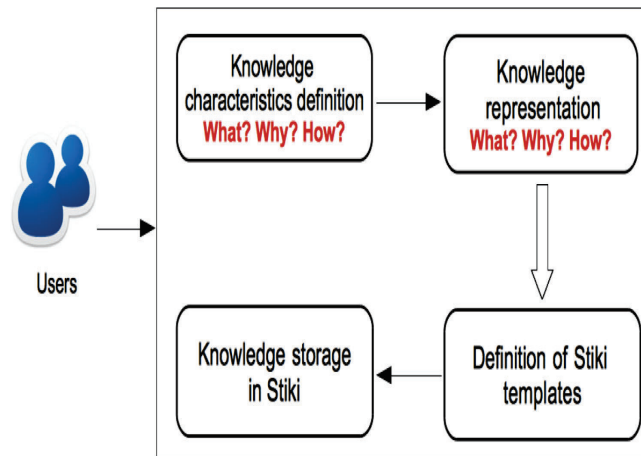 Knowledge
characteristics definition
What? Why? How?
Knowledge
representation
What? Why? How?
Users
Knowledge storage
in Stiki
Definition of Stiki
templates